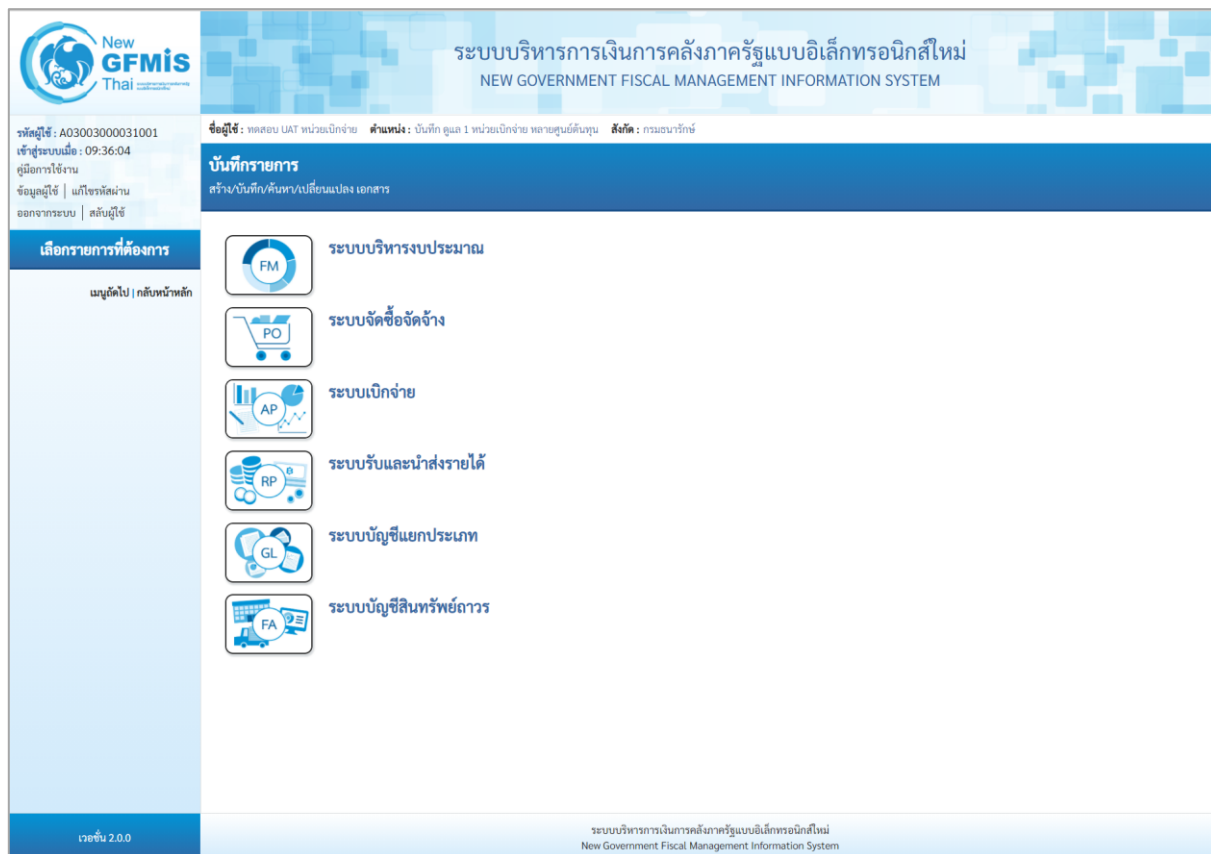 New
GFMiS
Thai
ระบบบริหารการเงินการคลังภาครัฐแบบอิเล็กทรอนิกส์ใหม่
NEW GOVERNMENT FISCAL MANAGEMENT INFORMATION SYSTEM
รหัสผู้ใช้ : A03003000031001
เข้าสู่ระบบเมื่อ : 09:36:04
คู่มือการใช้งาน
ข้อมูลผู้ใช้ | แก้ไขรหัสผ่าน
ออกจากระบบ | สลับผู้ใช้
ชื่อผู้ใช้ : ทดสอบ UAT หน่วยเบิกจ่าย ตำแหน่ง : บันทึก ดูแล 1 หน่วยเบิกจ่าย หลายศูนย์ต้นทุน สังกัด : กรมธนารักษ์
บันทึกรายการ
สร้าง/บันทึก/ค้นหา/เปลี่ยนแปลง เอกสาร
เลือกรายการที่ต้องการ
เมนูถัดไป | กลับหน้าหลัก
FM
ระบบบริหารงบประมาณ
PO
ระบบจัดซื้อจัดจ้าง
AP
ระบบเบิกจ่าย
RP
ระบบรับและนำส่งรายได้
GL
ระบบบัญชีแยกประเภท
FA
ระบบบัญชีสินทรัพย์ถาวร
เวอชั่น 2.0.0
ระบบบริหารการเงินการคลังภาครัฐแบบอิเล็กทรอนิกส์ใหม่
New Government Fiscal Management Information System